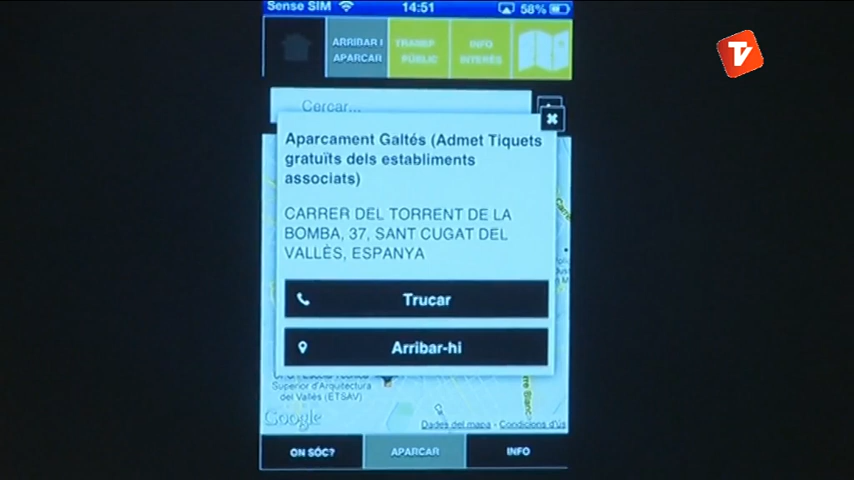 Sense SIM 14:51 58%
ARRIBAR I
APARCAR
TRANSP.
PÚBLIC
INFO
INTERÈS
TV
Cercar...
Aparcament Galtés (Admet Tiquets
gratuïts dels establiments
associats)
CARRER DEL TORRENT DE LA
BOMBA, 37, SANT CUGAT DEL
VALLÈS, ESPANYA
Trucar
Arribar-hi
Superior d'Arquitectura
del Vallès (ETSAV)
Google
Dades del mapa - Condicions d'ús
ON SÓC?
APARCAR
INFO